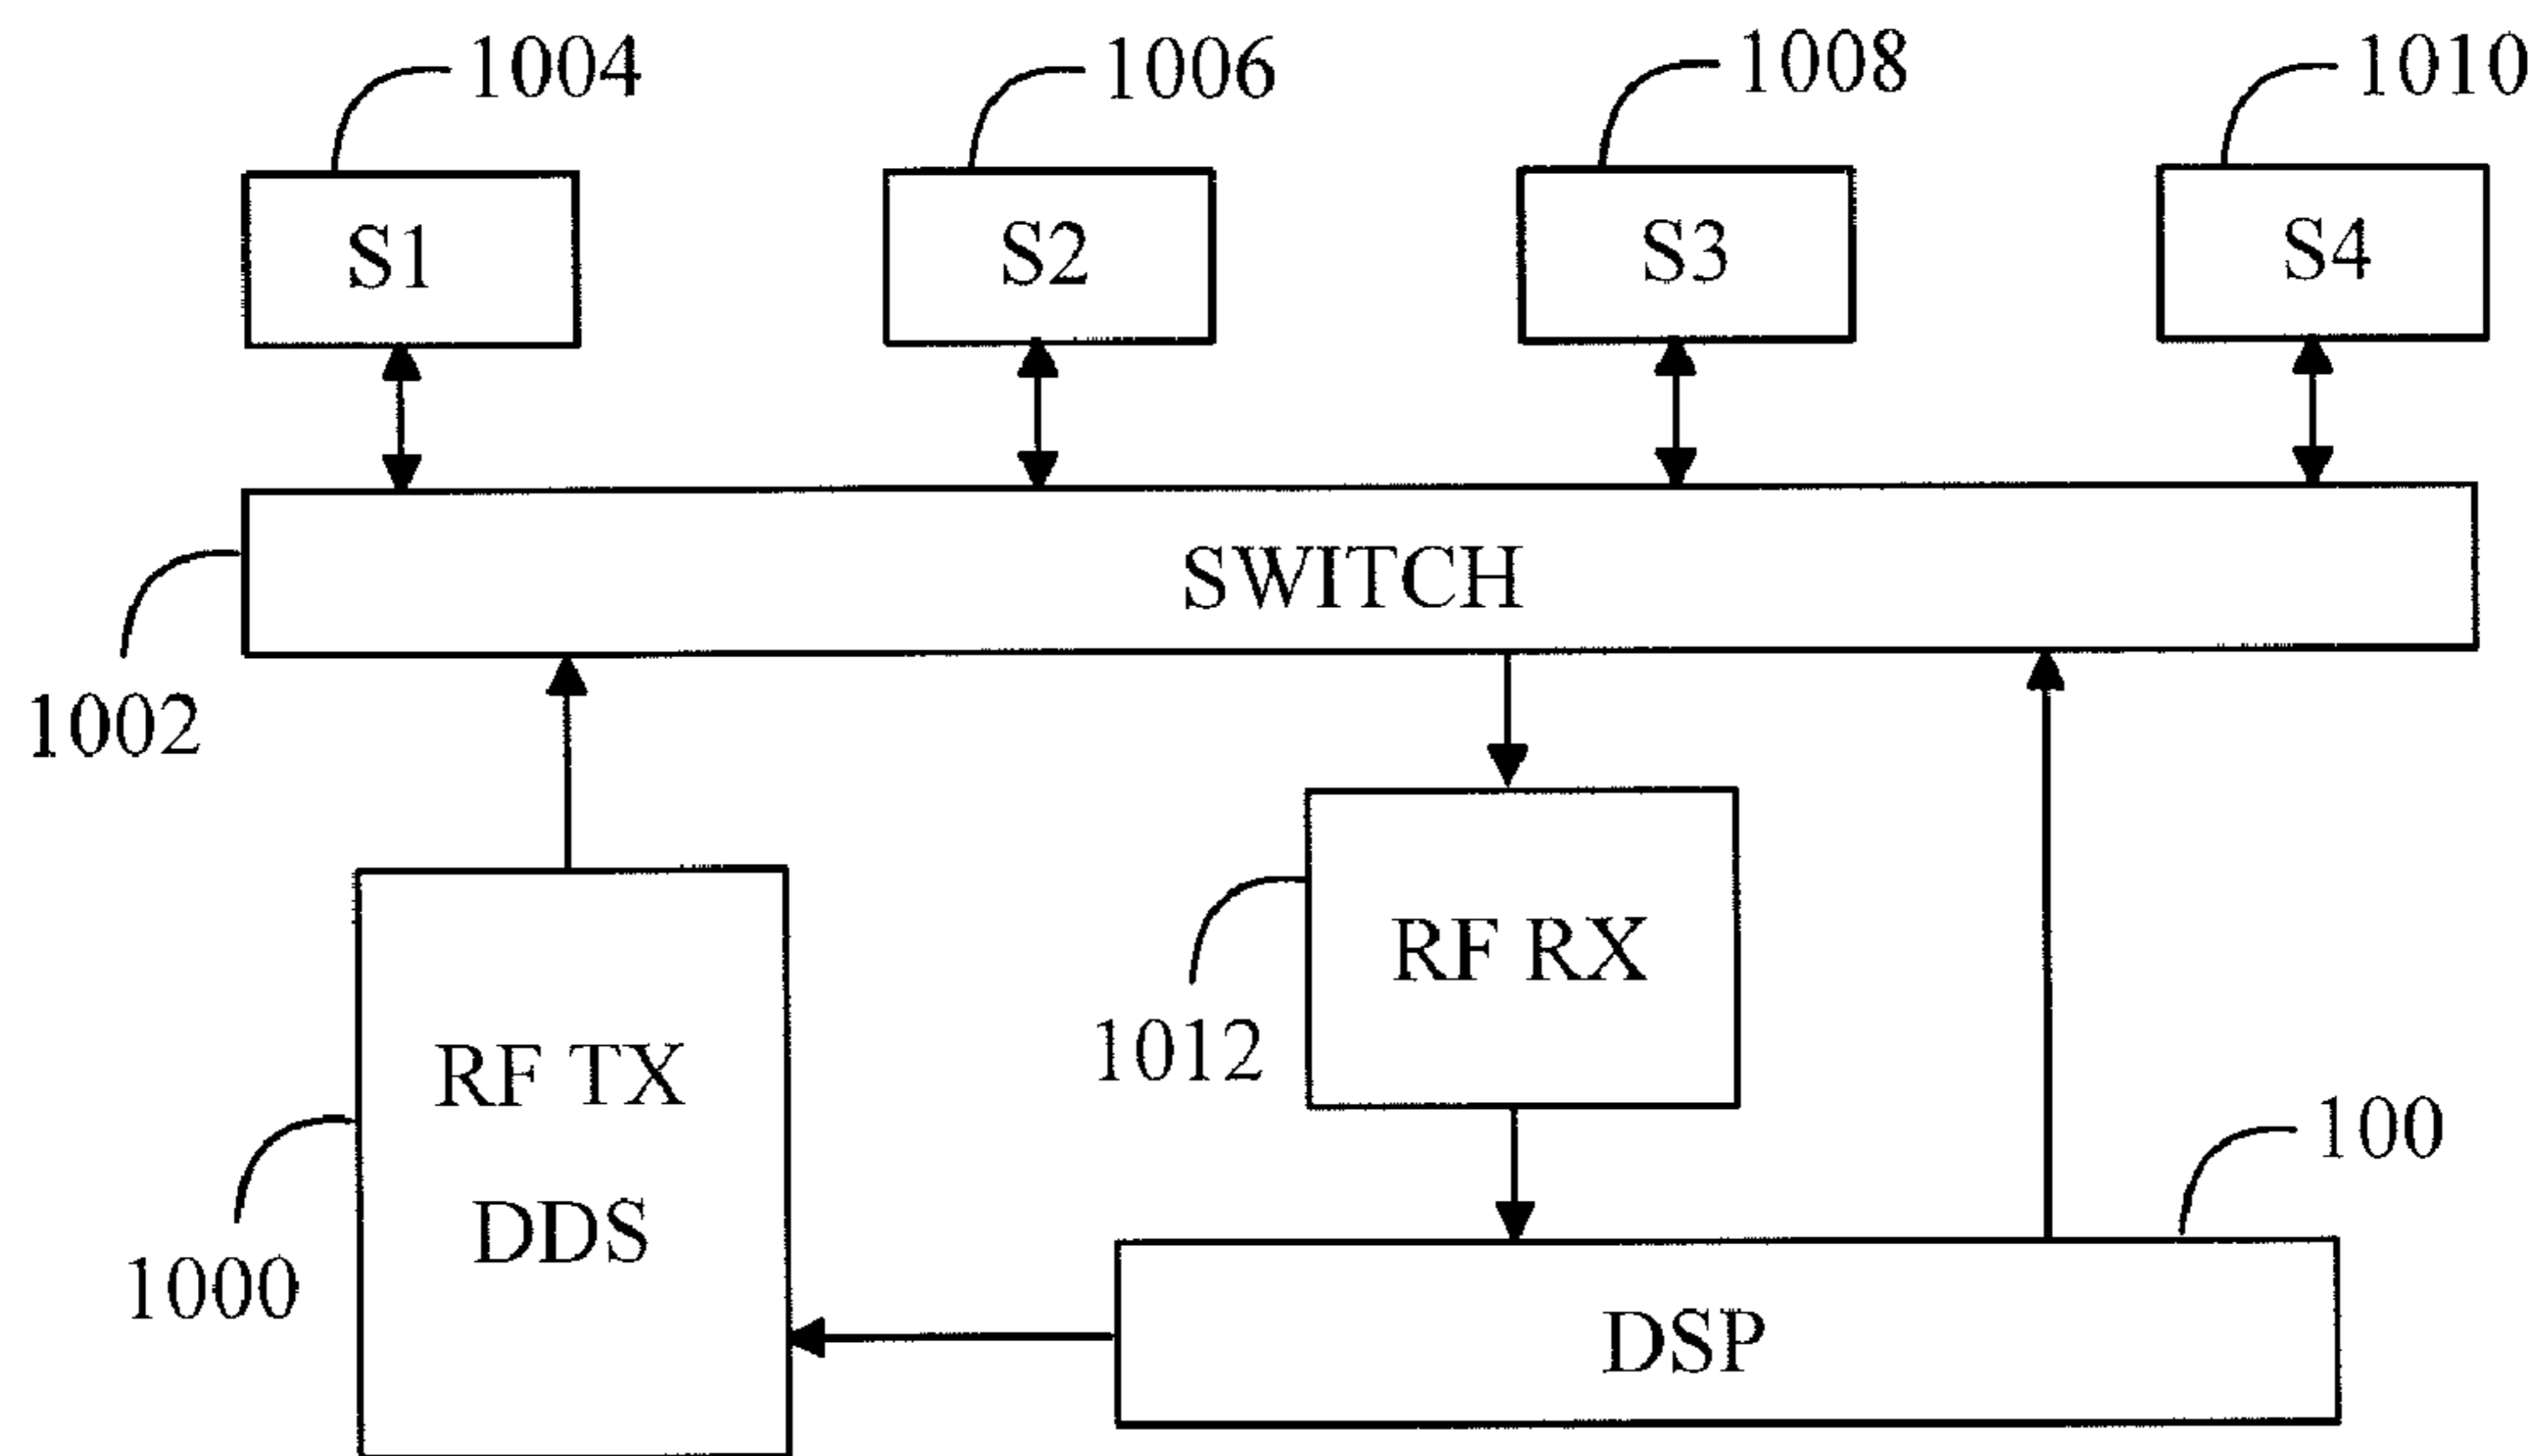 1004
1006
1008
1010
S1
S2
S3
S4
SWITCH
1002
RF RX
1012
RF TX
DDS
1000
100
DSP